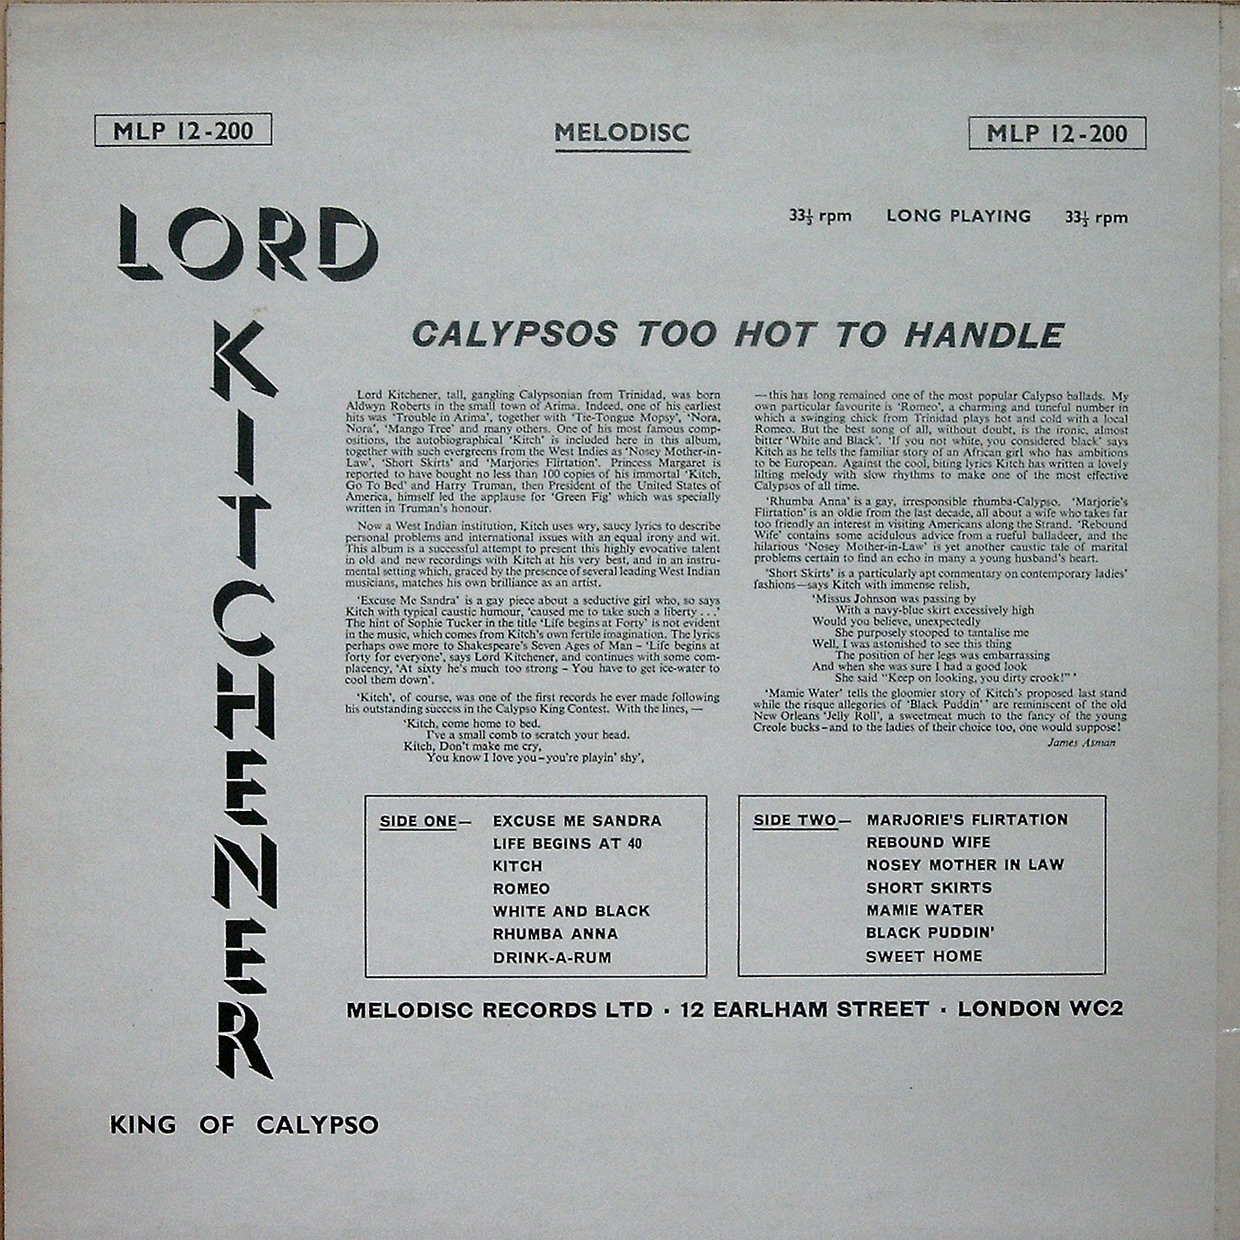 MLP 12-200
MELODISC
MLP 12-200
33⅓ rpm LONG PLAYING 33⅓ rpm
LORD
KITCHENER
KING OF CALYPSO
CALYPSOS TOO HOT TO HANDLE
Lord Kitchener, tall, gangling Calypsonian from Trinidad, was born
Aldwyn Roberts in the small town of Arima. Indeed, one of his earliest
hits was 'Trouble in Arima', together with 'Tie-Tongue Mopsy', 'Nora,
Nora', 'Mango Tree' and many others. One of his most famous comp-
ositions, the autobiographical 'Kitch' is included here in this album,
together with such evergreens from the West Indies as 'Nosey Mother-in-
Law', 'Short Skirts' and 'Marjories Flirtation'. Princess Margaret is
reported to have bought no less than 100 copies of his immortal 'Kitch,
Go To Bed' and Harry Truman, then President of the United States of
America, himself led the applause for 'Green Fig' which was specially
written in Truman's honour.
Now a West Indian institution, Kitch uses wry, saucy lyrics to describe
personal problems and international issues with an equal irony and wit.
This album is a successful attempt to present this highly evocative talent
in old and new recordings with Kitch at his very best, and in an instru-
mental setting which, graced by the presence of several leading West Indian
musicians, matches his own brilliance as an artist.
'Excuse Me Sandra' is a gay piece about a seductive girl who, so says
Kitch with typical caustic humour, 'caused me to take such a liberty . . .'
The hint of Sophie Tucker in the title 'Life begins at Forty' is not evident
in the music, which comes from Kitch's own fertile imagination. The lyrics
perhaps owe more to Shakespeare's Seven Ages of Man – 'Life begins at
forty for everyone', says Lord Kitchener, and continues with some com-
placency, 'At sixty he's much too strong – You have to get ice-water to
cool them down'.
'Kitch', of course, was one of the first records he ever made following
his outstanding success in the Calypso King Contest. With the lines, —
'Kitch, come home to bed.
I've a small comb to scratch your head.
Kitch, Don't make me cry,
You know I love you–you're playin' shy',
—this has long remained one of the most popular Calypso ballads. My
own particular favourite is 'Romeo', a charming and tuneful number in
which a swinging chick from Trinidad plays hot and cold with a local
Romeo. But the best song of all, without doubt, is the ironic, almost
bitter 'White and Black'. 'If you not white, you considered black' says
Kitch as he tells the familiar story of an African girl who has ambitions
to be European. Against the cool, biting lyrics Kitch has written a lovely
lilting melody with slow rhythms to make one of the most effective
Calypsos of all time.
'Rhumba Anna' is a gay, irresponsible rhumba-Calypso. 'Marjorie's
Flirtation' is an oldie from the last decade, all about a wife who takes far
too friendly an interest in visiting Americans along the Strand. 'Rebound
Wife' contains some acidulous advice from a rueful balladeer, and the
hilarious 'Nosey Mother-in-Law' is yet another caustic tale of marital
problems certain to find an echo in many a young husband's heart.
'Short Skirts' is a particularly apt commentary on contemporary ladies'
fashions—says Kitch with immense relish,
'Missus Johnson was passing by
With a navy-blue skirt excessively high
Would you believe, unexpectedly
She purposely stooped to tantalise me
Well, I was astonished to see this thing
The position of her legs was embarrassing
And when she was sure I had a good look
She said "Keep on looking, you dirty crook!" '
'Mamie Water' tells the gloomier story of Kitch's proposed last stand
while the risque allegories of 'Black Puddin'' are reminiscent of the old
New Orleans 'Jelly Roll', a sweetmeat much to the fancy of the young
Creole bucks–and to the ladies of their choice too, one would suppose!
James Asman
SIDE ONE— EXCUSE ME SANDRA
LIFE BEGINS AT 40
KITCH
ROMEO
WHITE AND BLACK
RHUMBA ANNA
DRINK-A-RUM
SIDE TWO— MARJORIE'S FLIRTATION
REBOUND WIFE
NOSEY MOTHER IN LAW
SHORT SKIRTS
MAMIE WATER
BLACK PUDDIN'
SWEET HOME
MELODISC RECORDS LTD · 12 EARLHAM STREET · LONDON WC2